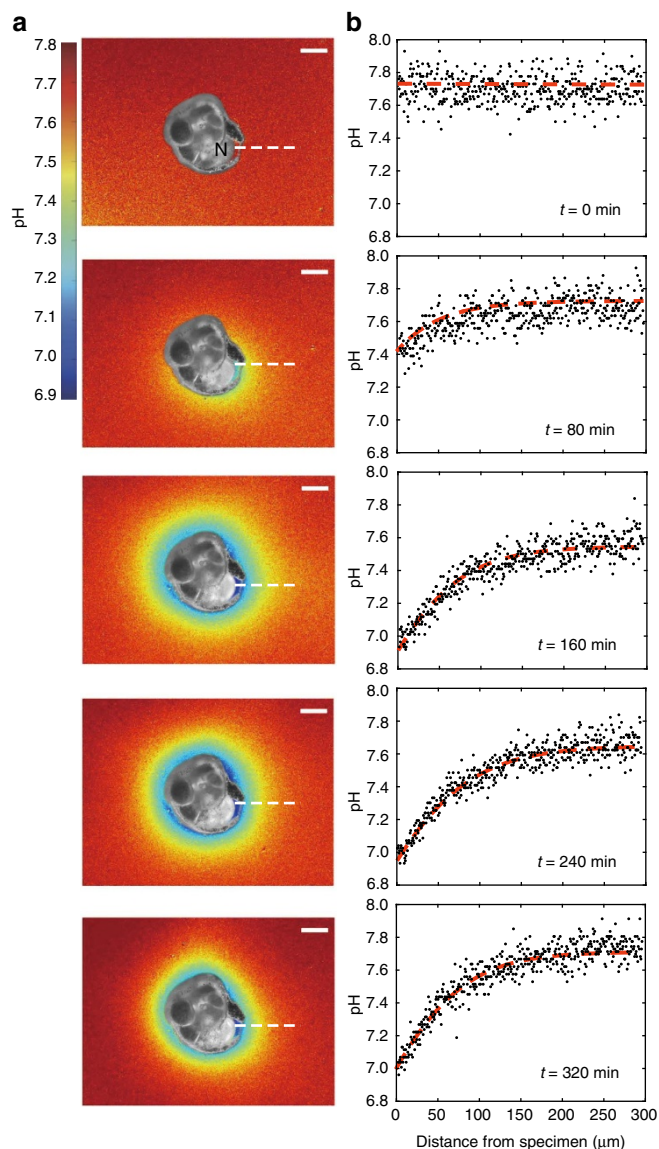 a
b
7.8
7.7
7.6
7.5
7.4
7.3
7.2
7.1
7.0
6.9
pH
N
8.0
7.8
7.6
7.4
7.2
7.0
6.8
pH
t = 0 min
8.0
7.8
7.6
7.4
7.2
7.0
6.8
pH
t = 80 min
8.0
7.8
7.6
7.4
7.2
7.0
6.8
pH
t = 160 min
8.0
7.8
7.6
7.4
7.2
7.0
6.8
pH
t = 240 min
8.0
7.8
7.6
7.4
7.2
7.0
6.8
pH
t = 320 min
0 50 100 150 200 250 300
Distance from specimen (μm)